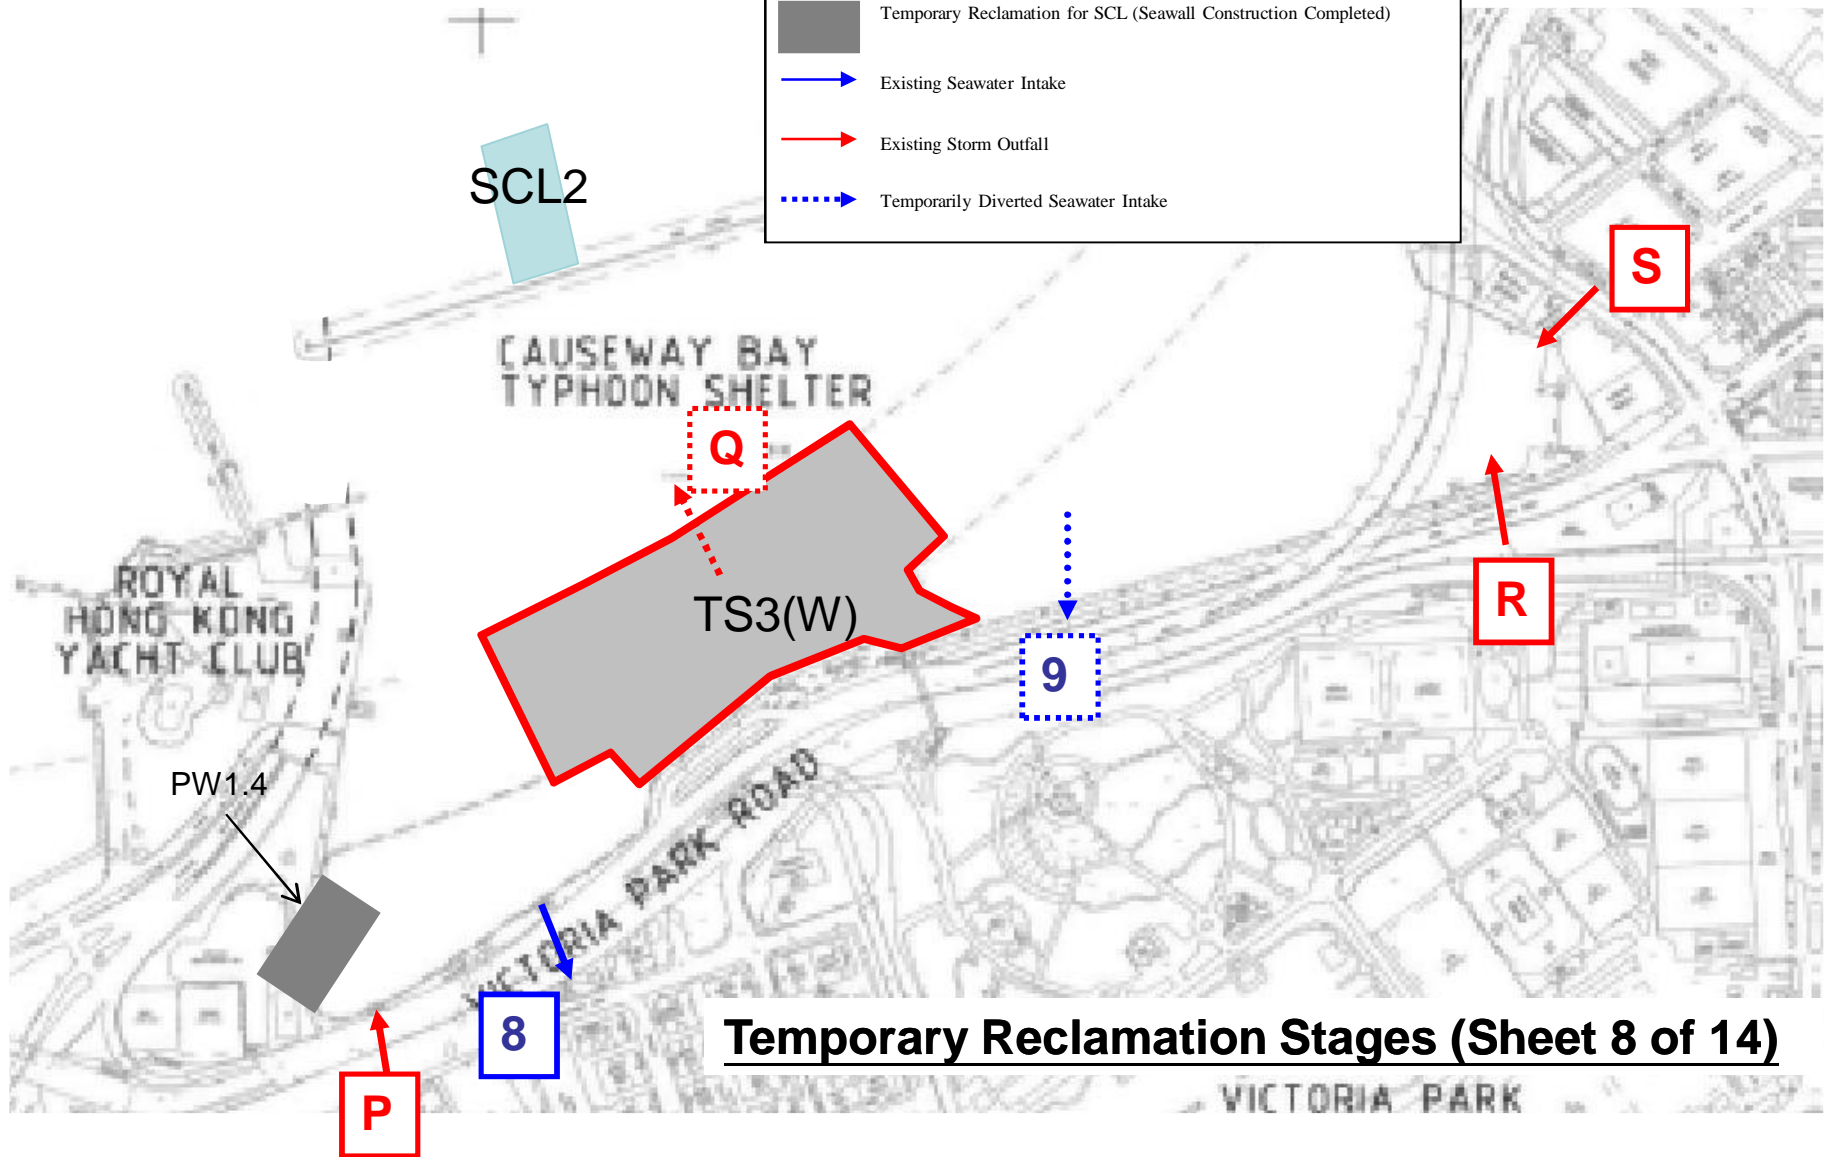 Temporary Reclamation for SCL (Seawall Construction Completed)
Existing Seawater Intake
Existing Storm Outfall
Temporarily Diverted Seawater Intake
SCL2
S
CAUSEWAY BAY
TYPHOON SHELTER
Q
ROYAL
HONG KONG
YACHT CLUB
TS3(W)
9
R
PW1.4
VICTORIA PARK ROAD
8
P
Temporary Reclamation Stages (Sheet 8 of 14)
VICTORIA PARK